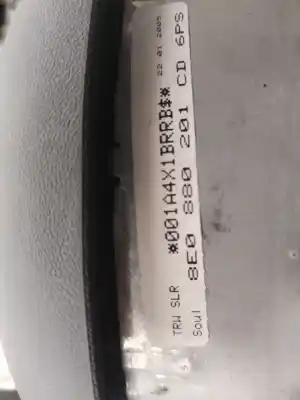 TRW SLR *001A4X1BRRB$* 22 01 2005
Soul 8E0 880 201 CD 6PS